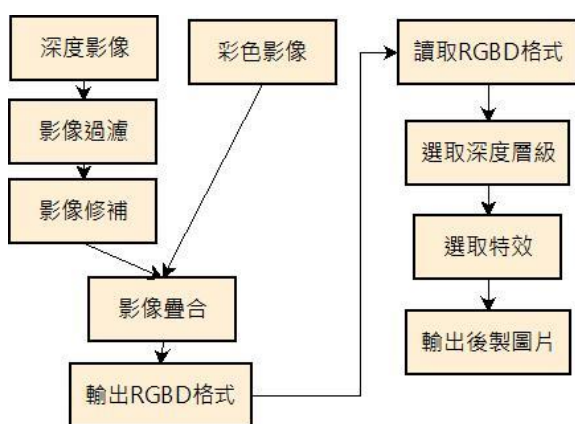 深度影像
彩色影像
影像過濾
影像修補
影像疊合
輸出RGBD格式
讀取RGBD格式
選取深度層級
選取特效
輸出後製圖片